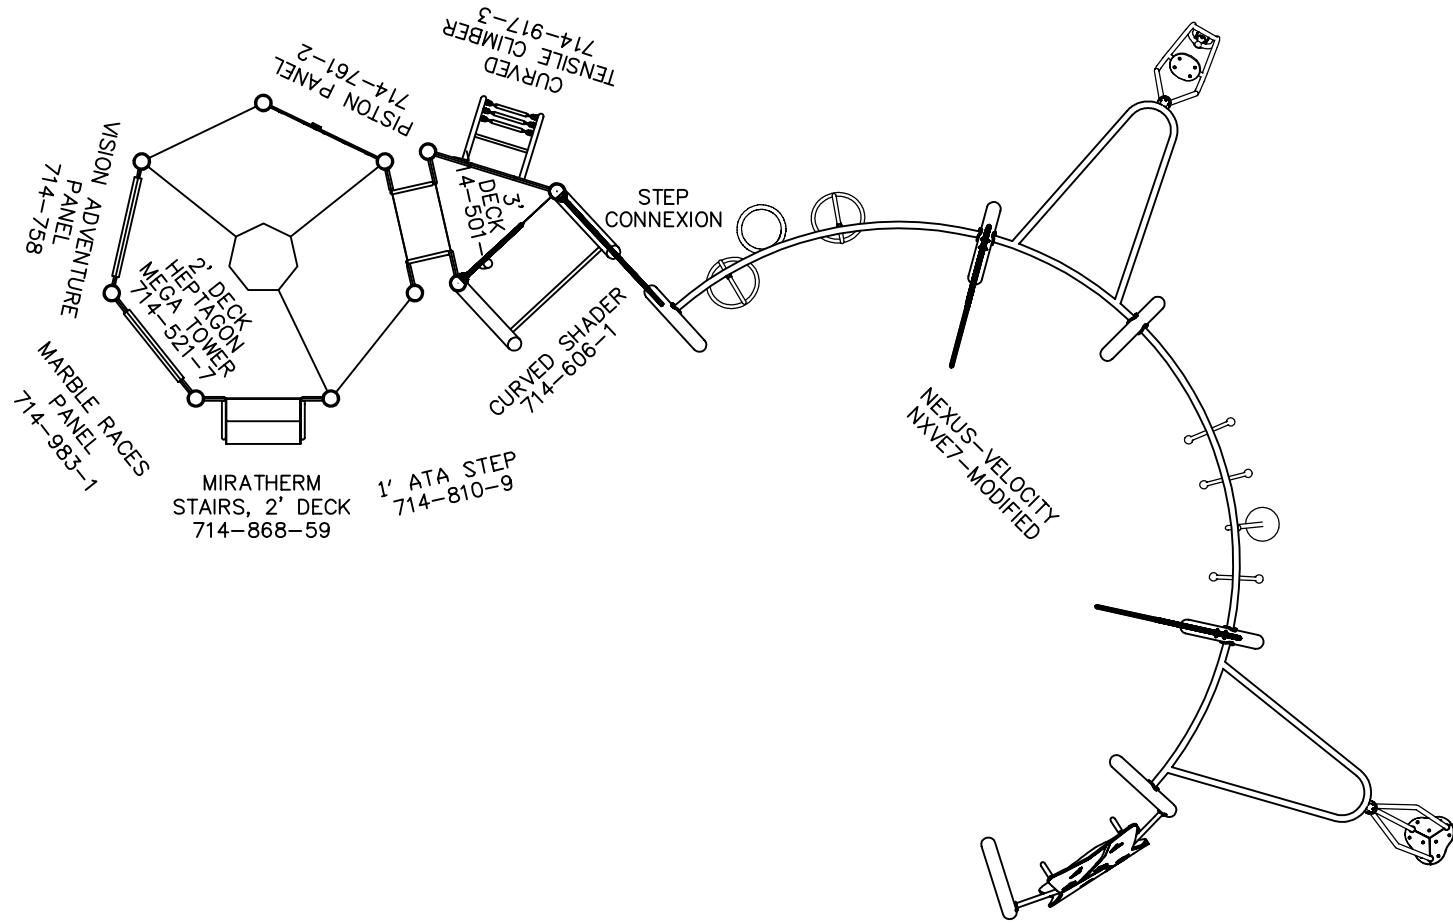 CURVED
TENSILE CLIMBER
714-917-3
PISTON PANEL
714-761-2
VISION ADVENTURE
PANEL
714-758
3'
DECK
STEP
CONNEXION
2' DECK
HEPTAGON
MEGA TOWER
714-521-7
CURVED SHADER
714-606-1
MARBLE RACES
PANEL
714-983-1
MIRATHERM
STAIRS, 2' DECK
714-868-59
1' ATA STEP
714-810-9
NEXUS-VELOCITY
NXVE7-MODIFIED